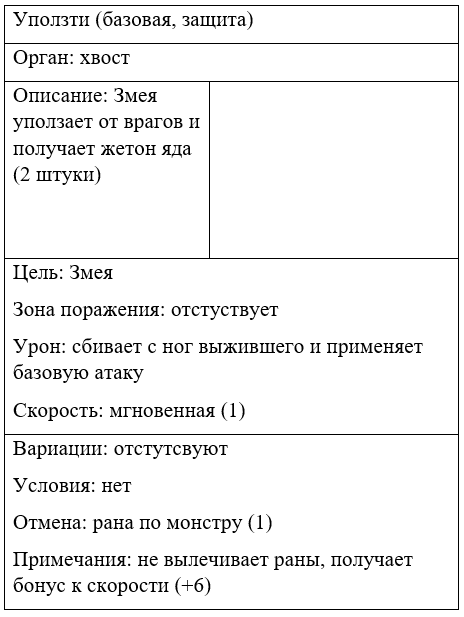 Уползти (базовая, защита)
Орган: хвост
Описание: Змея
уползает от врагов и
получает жетон яда
(2 штуки)
Цель: Змея
Зона поражения: отстуствует
Урон: сбивает с ног выжившего и применяет
базовую атаку
Скорость: мгновенная (1)
Вариации: отстутсвуют
Условия: нет
Отмена: рана по монстру (1)
Примечания: не вылечивает раны, получает
бонус к скорости (+6)